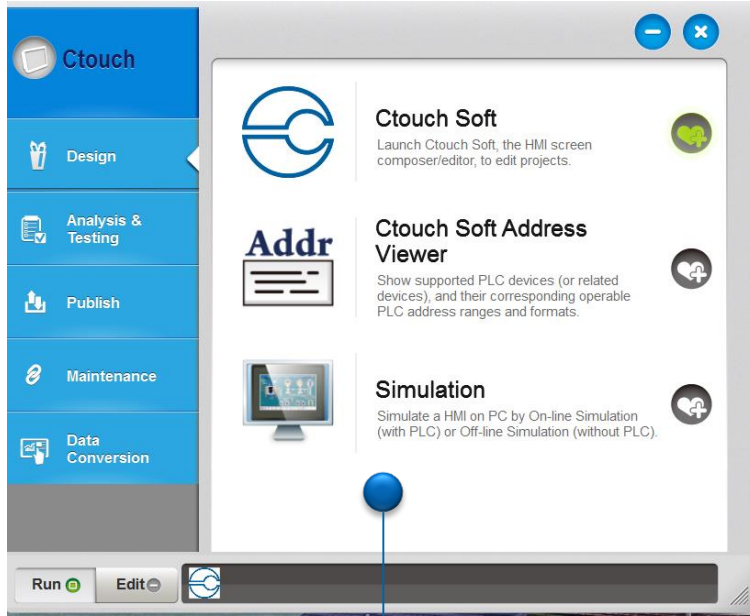 Ctouch
Design
Analysis &
Testing
Publish
Maintenance
Data
Conversion
Ctouch Soft
Launch Ctouch Soft, the HMI screen
composer/editor, to edit projects.
Addr
Ctouch Soft Address
Viewer
Show supported PLC devices (or related
devices), and their corresponding operable
PLC address ranges and formats.
Simulation
Simulate a HMI on PC by On-line Simulation
(with PLC) or Off-line Simulation (without PLC).
Run
Edit